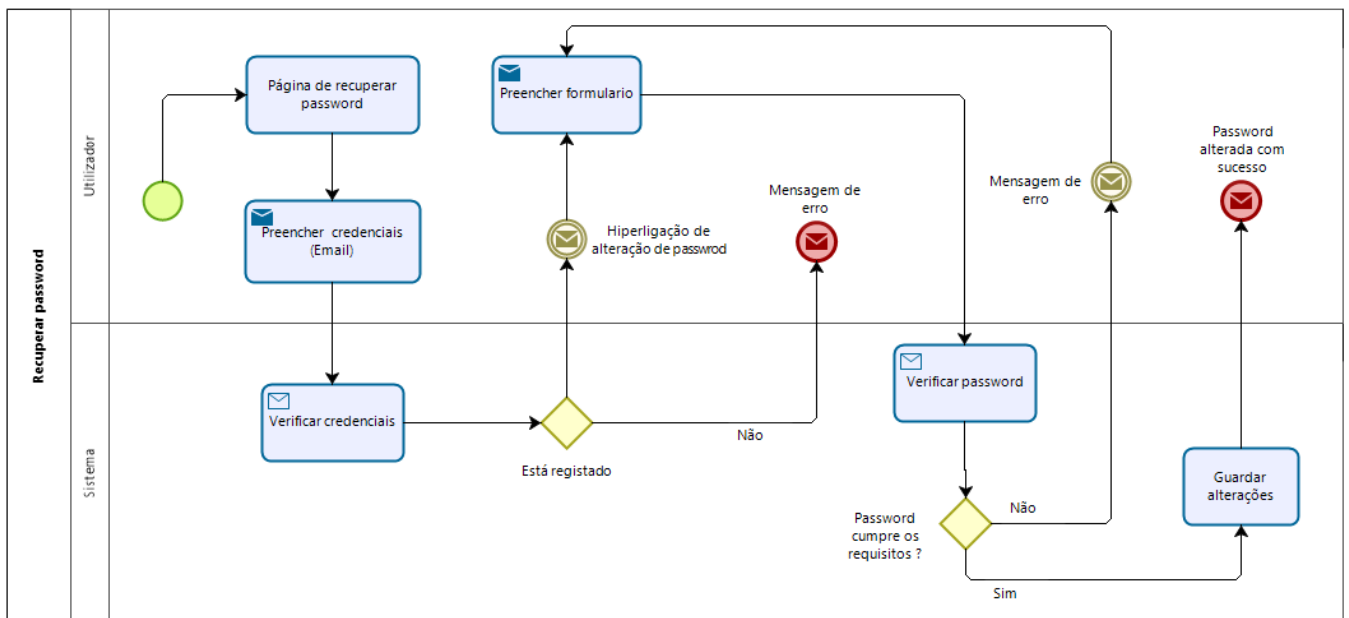 Recuperar password
Utilizador
Sistema
Página de recuperar
password
Preencher credenciais
(Email)
Verificar credenciais
Está registado
Hiperligação de
alteração de passwrod
Preencher formulario
Não
Mensagem de
erro
Verificar password
Password
cumpre os
requisitos ?
Não
Mensagem de
erro
Sim
Guardar
alterações
Password
alterada com
sucesso